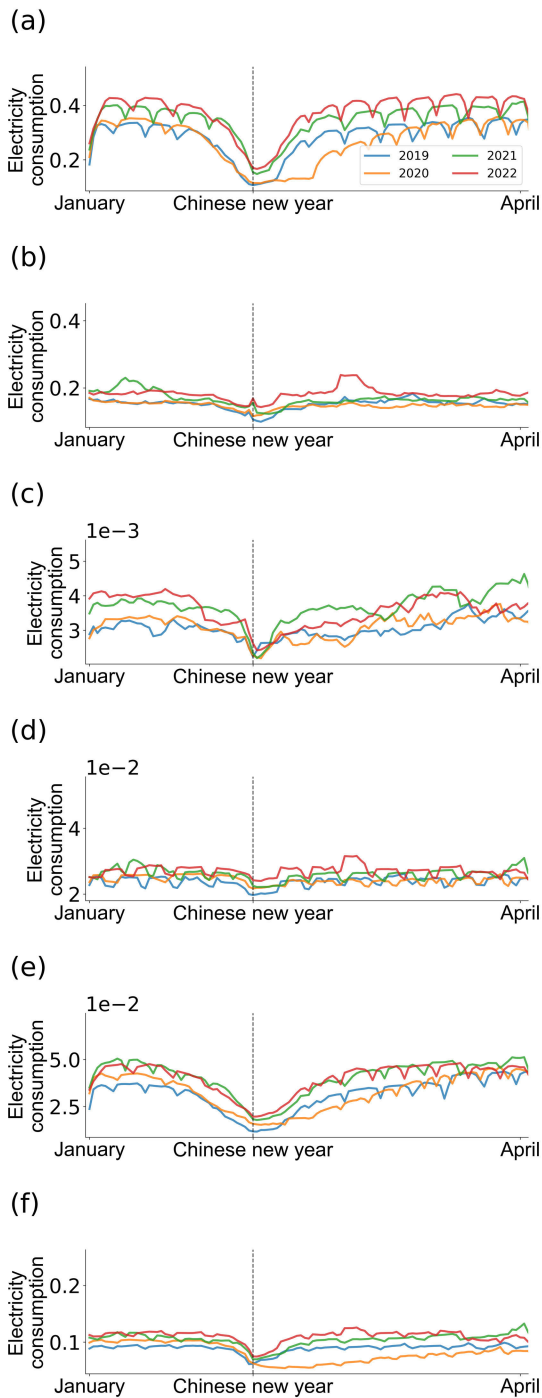 (a)
Electricity
consumption
0.4
0.2
2019
2020
2021
2022
January
Chinese new year
April
(b)
Electricity
consumption
0.4
0.2
January
Chinese new year
April
(c)
1e−3
Electricity
consumption
5
4
3
January
Chinese new year
April
(d)
1e−2
Electricity
consumption
4
2
January
Chinese new year
April
(e)
1e−2
Electricity
consumption
5.0
2.5
January
Chinese new year
April
(f)
Electricity
consumption
0.2
0.1
January
Chinese new year
April